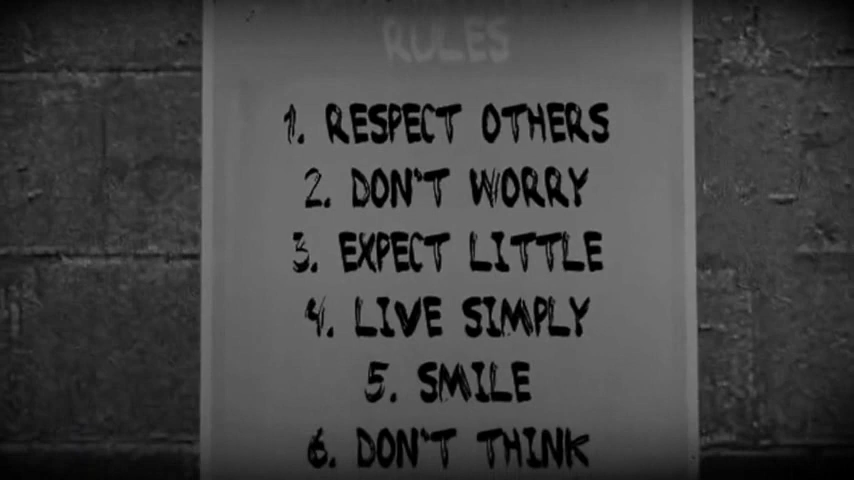 RULES
1. RESPECT OTHERS
2. DON'T WORRY
3. EXPECT LITTLE
4. LIVE SIMPLY
5. SMILE
6. DON'T THINK